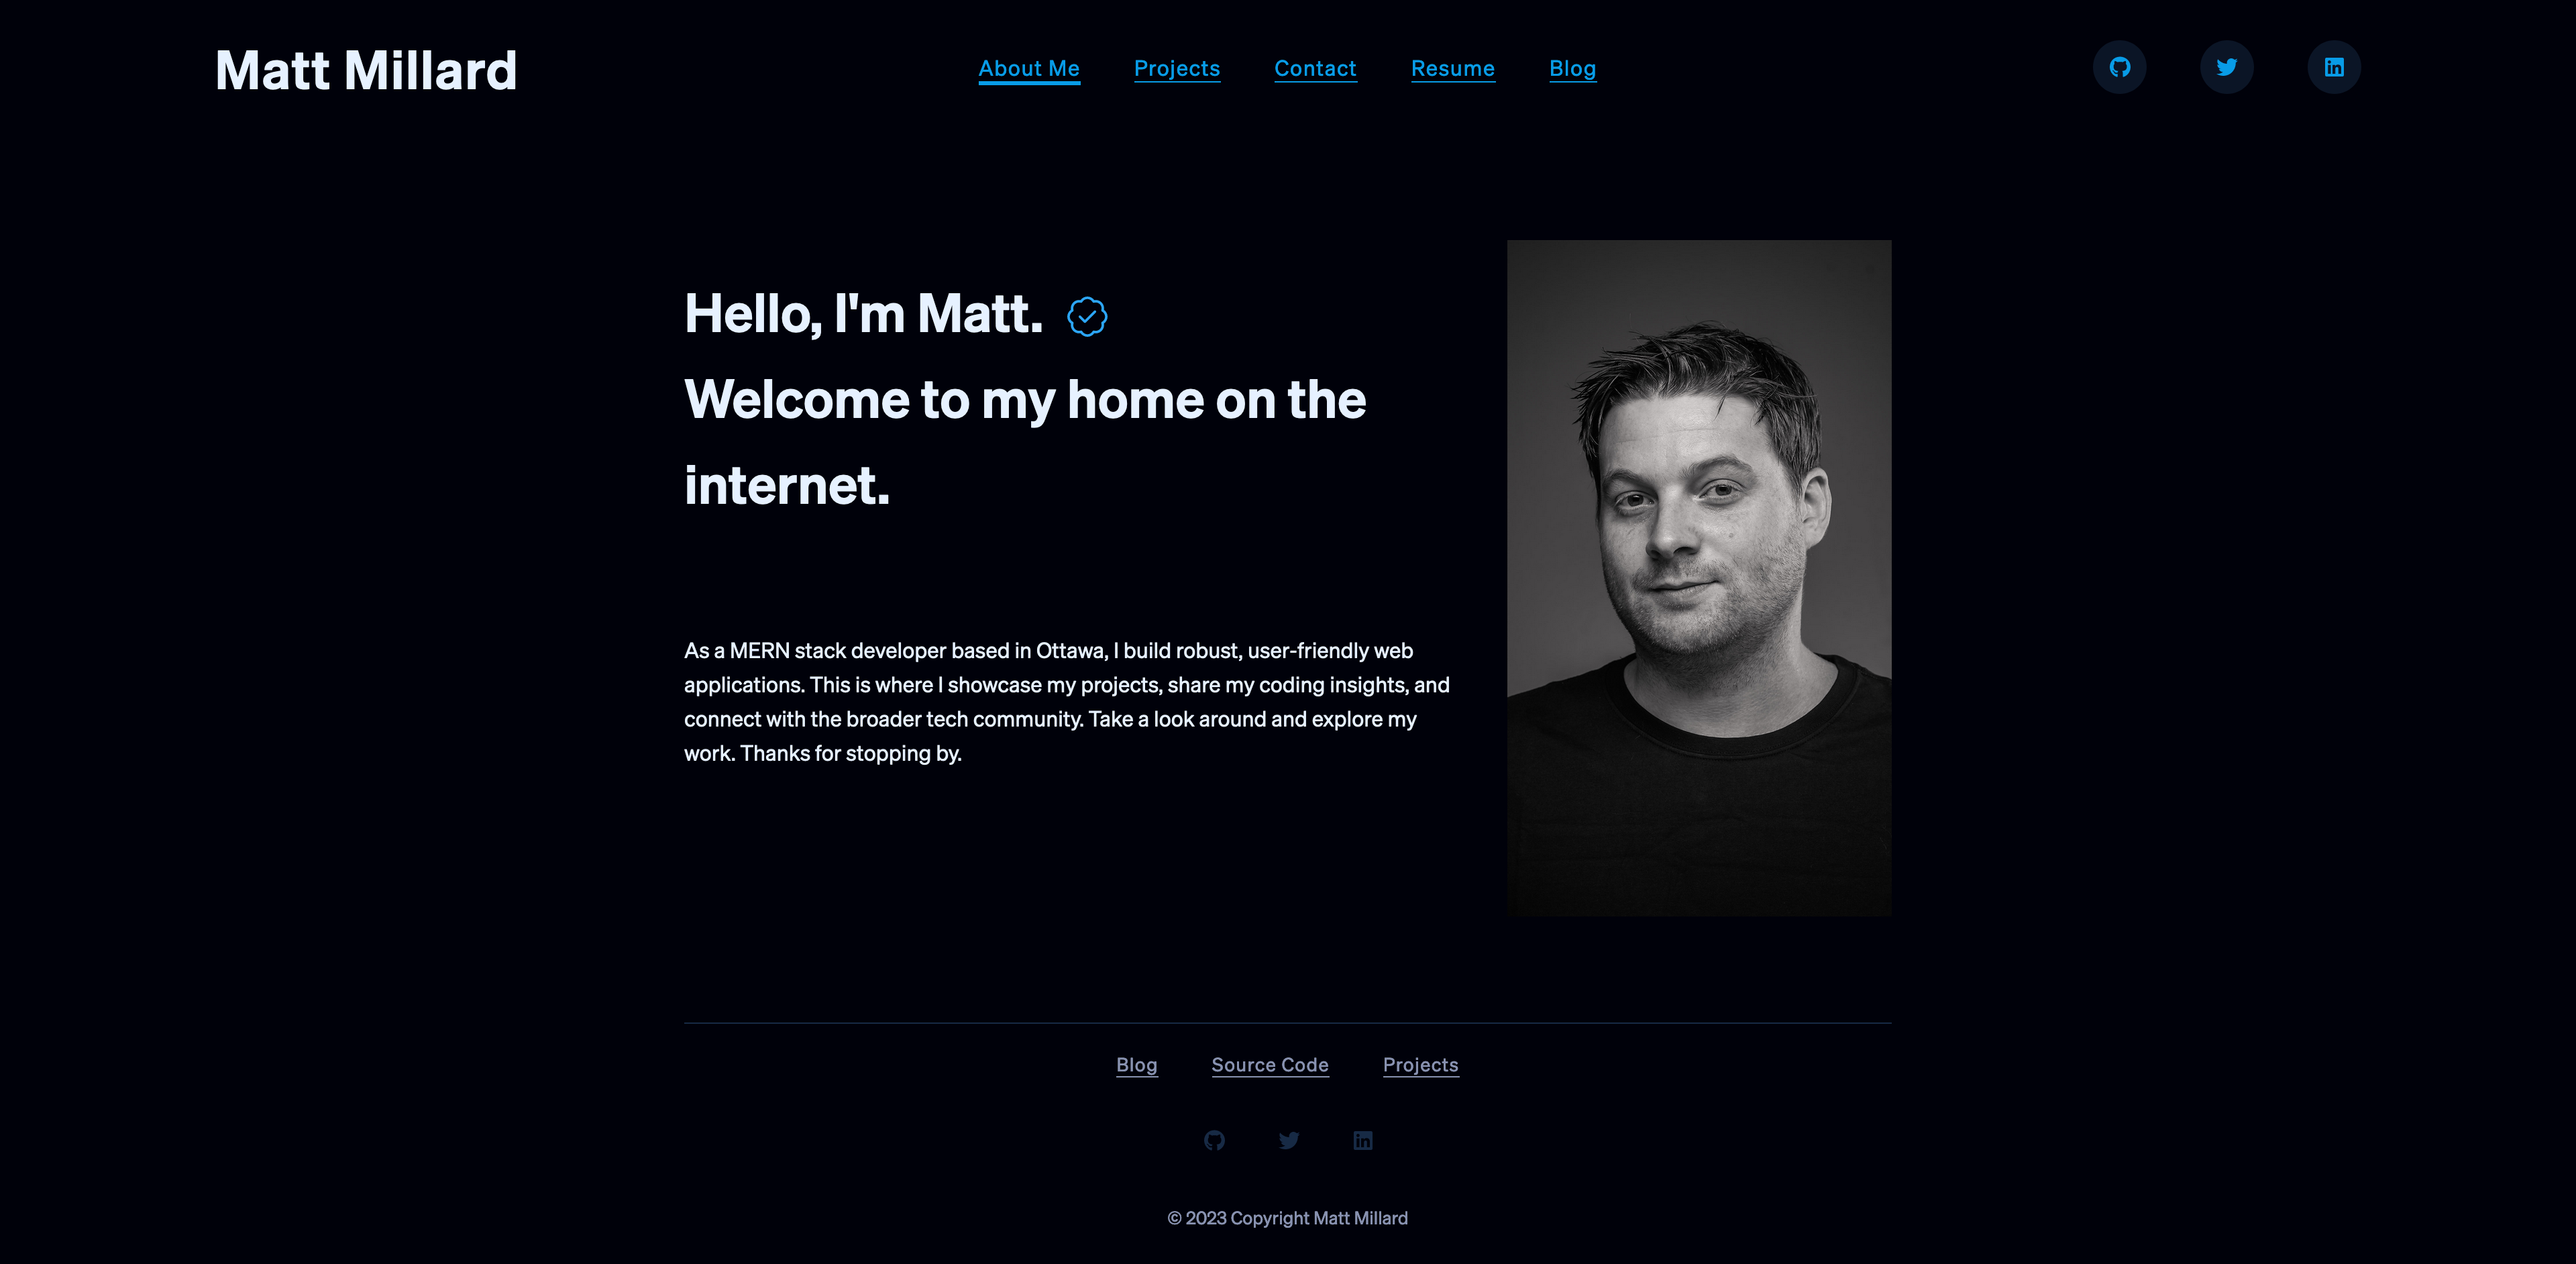 Matt Millard
About Me Projects Contact Resume Blog
Hello, I'm Matt.
Welcome to my home on the
internet.
As a MERN stack developer based in Ottawa, I build robust, user-friendly web
applications. This is where I showcase my projects, share my coding insights, and
connect with the broader tech community. Take a look around and explore my
work. Thanks for stopping by.
Blog Source Code Projects
© 2023 Copyright Matt Millard